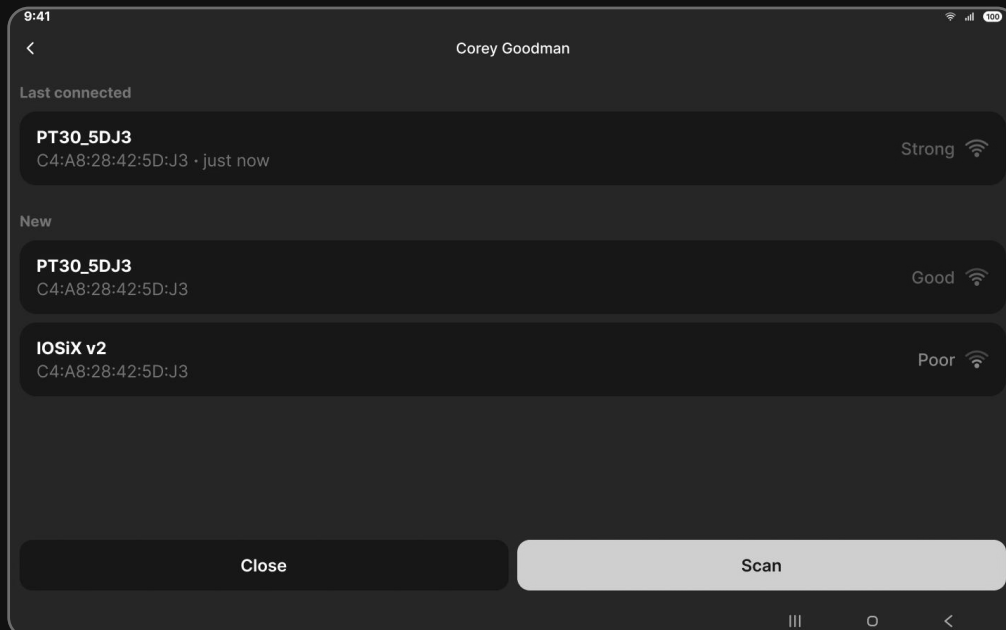 9:41
100
Corey Goodman
Last connected
PT30_5DJ3
C4:A8:28:42:5D:J3 · just now
Strong
New
PT30_5DJ3
C4:A8:28:42:5D:J3
Good
IOSiX v2
C4:A8:28:42:5D:J3
Poor
Close
Scan